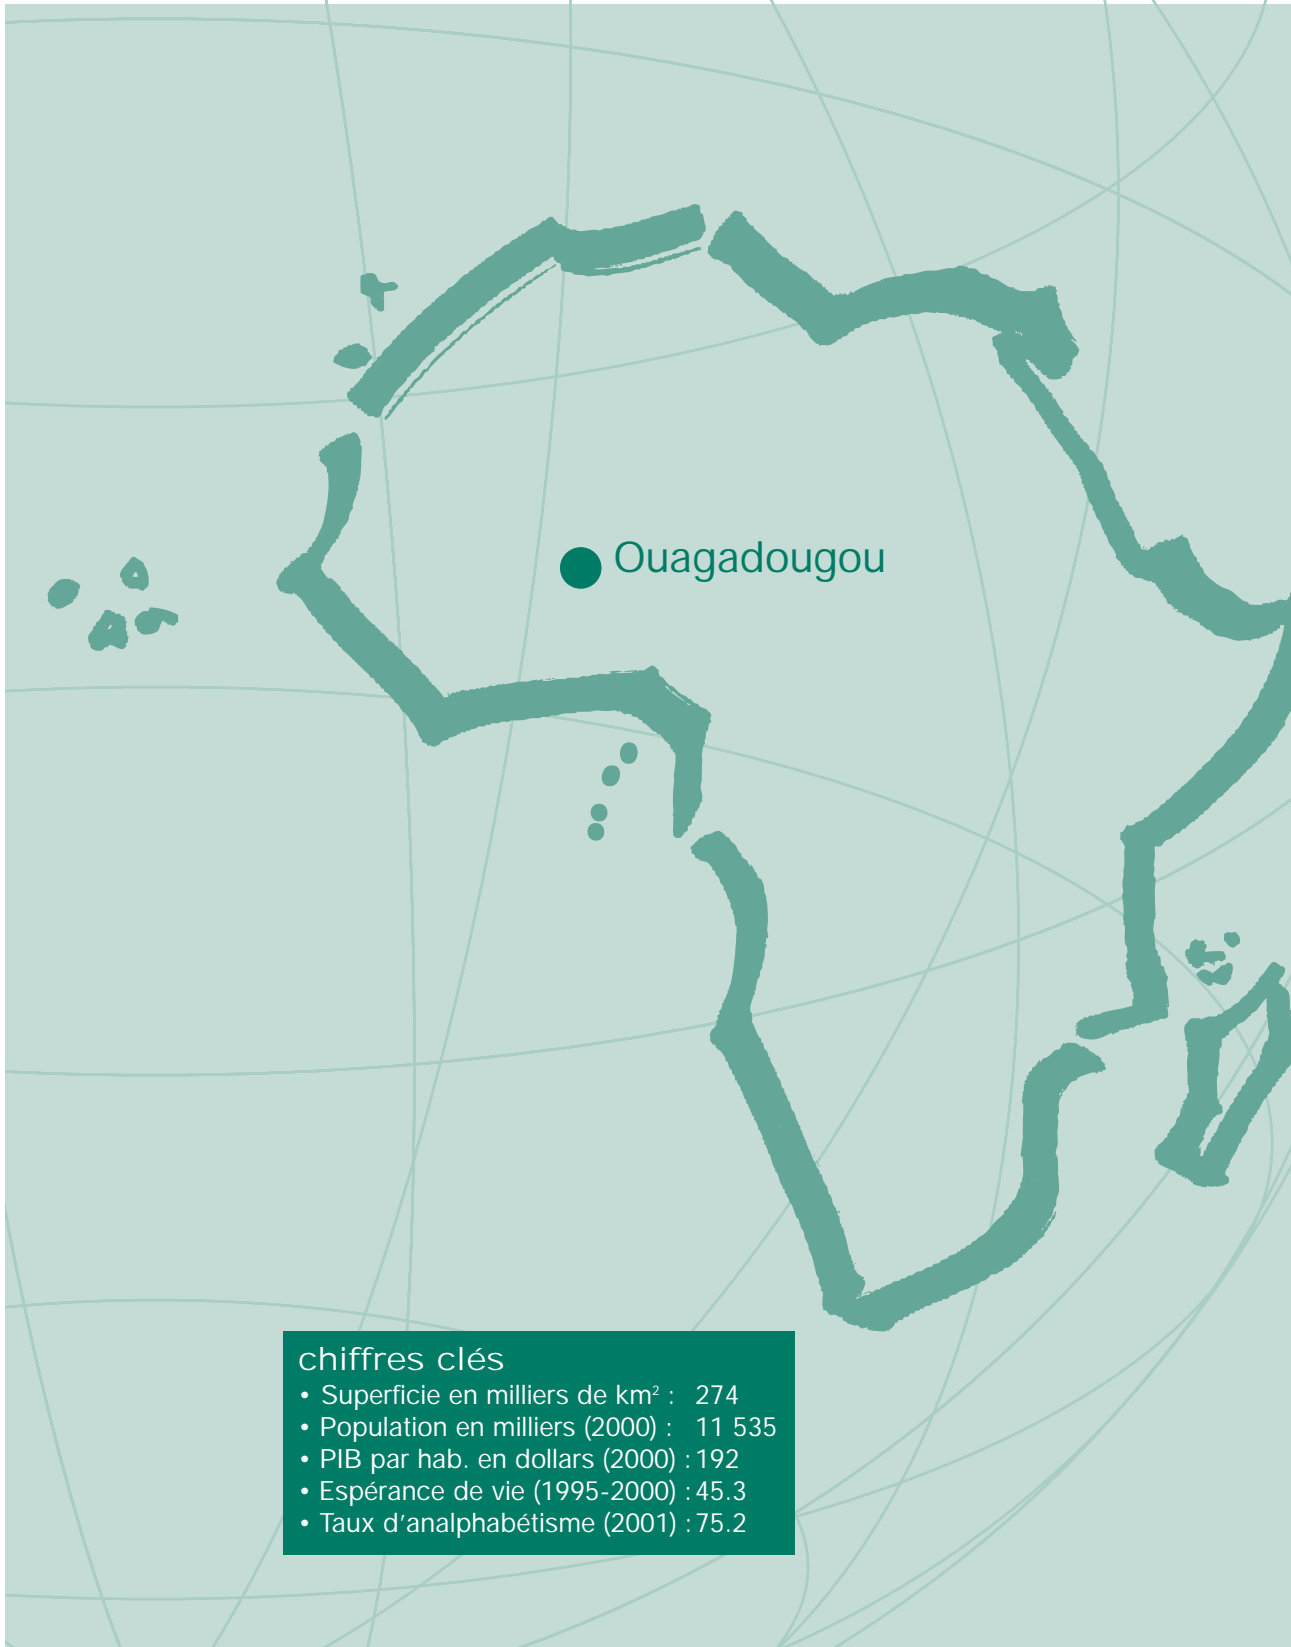 Ouagadougou
chiffres clés
• Superficie en milliers de km² : 274
• Population en milliers (2000) : 11 535
• PIB par hab. en dollars (2000) : 192
• Espérance de vie (1995-2000) : 45.3
• Taux d'analphabétisme (2001) : 75.2